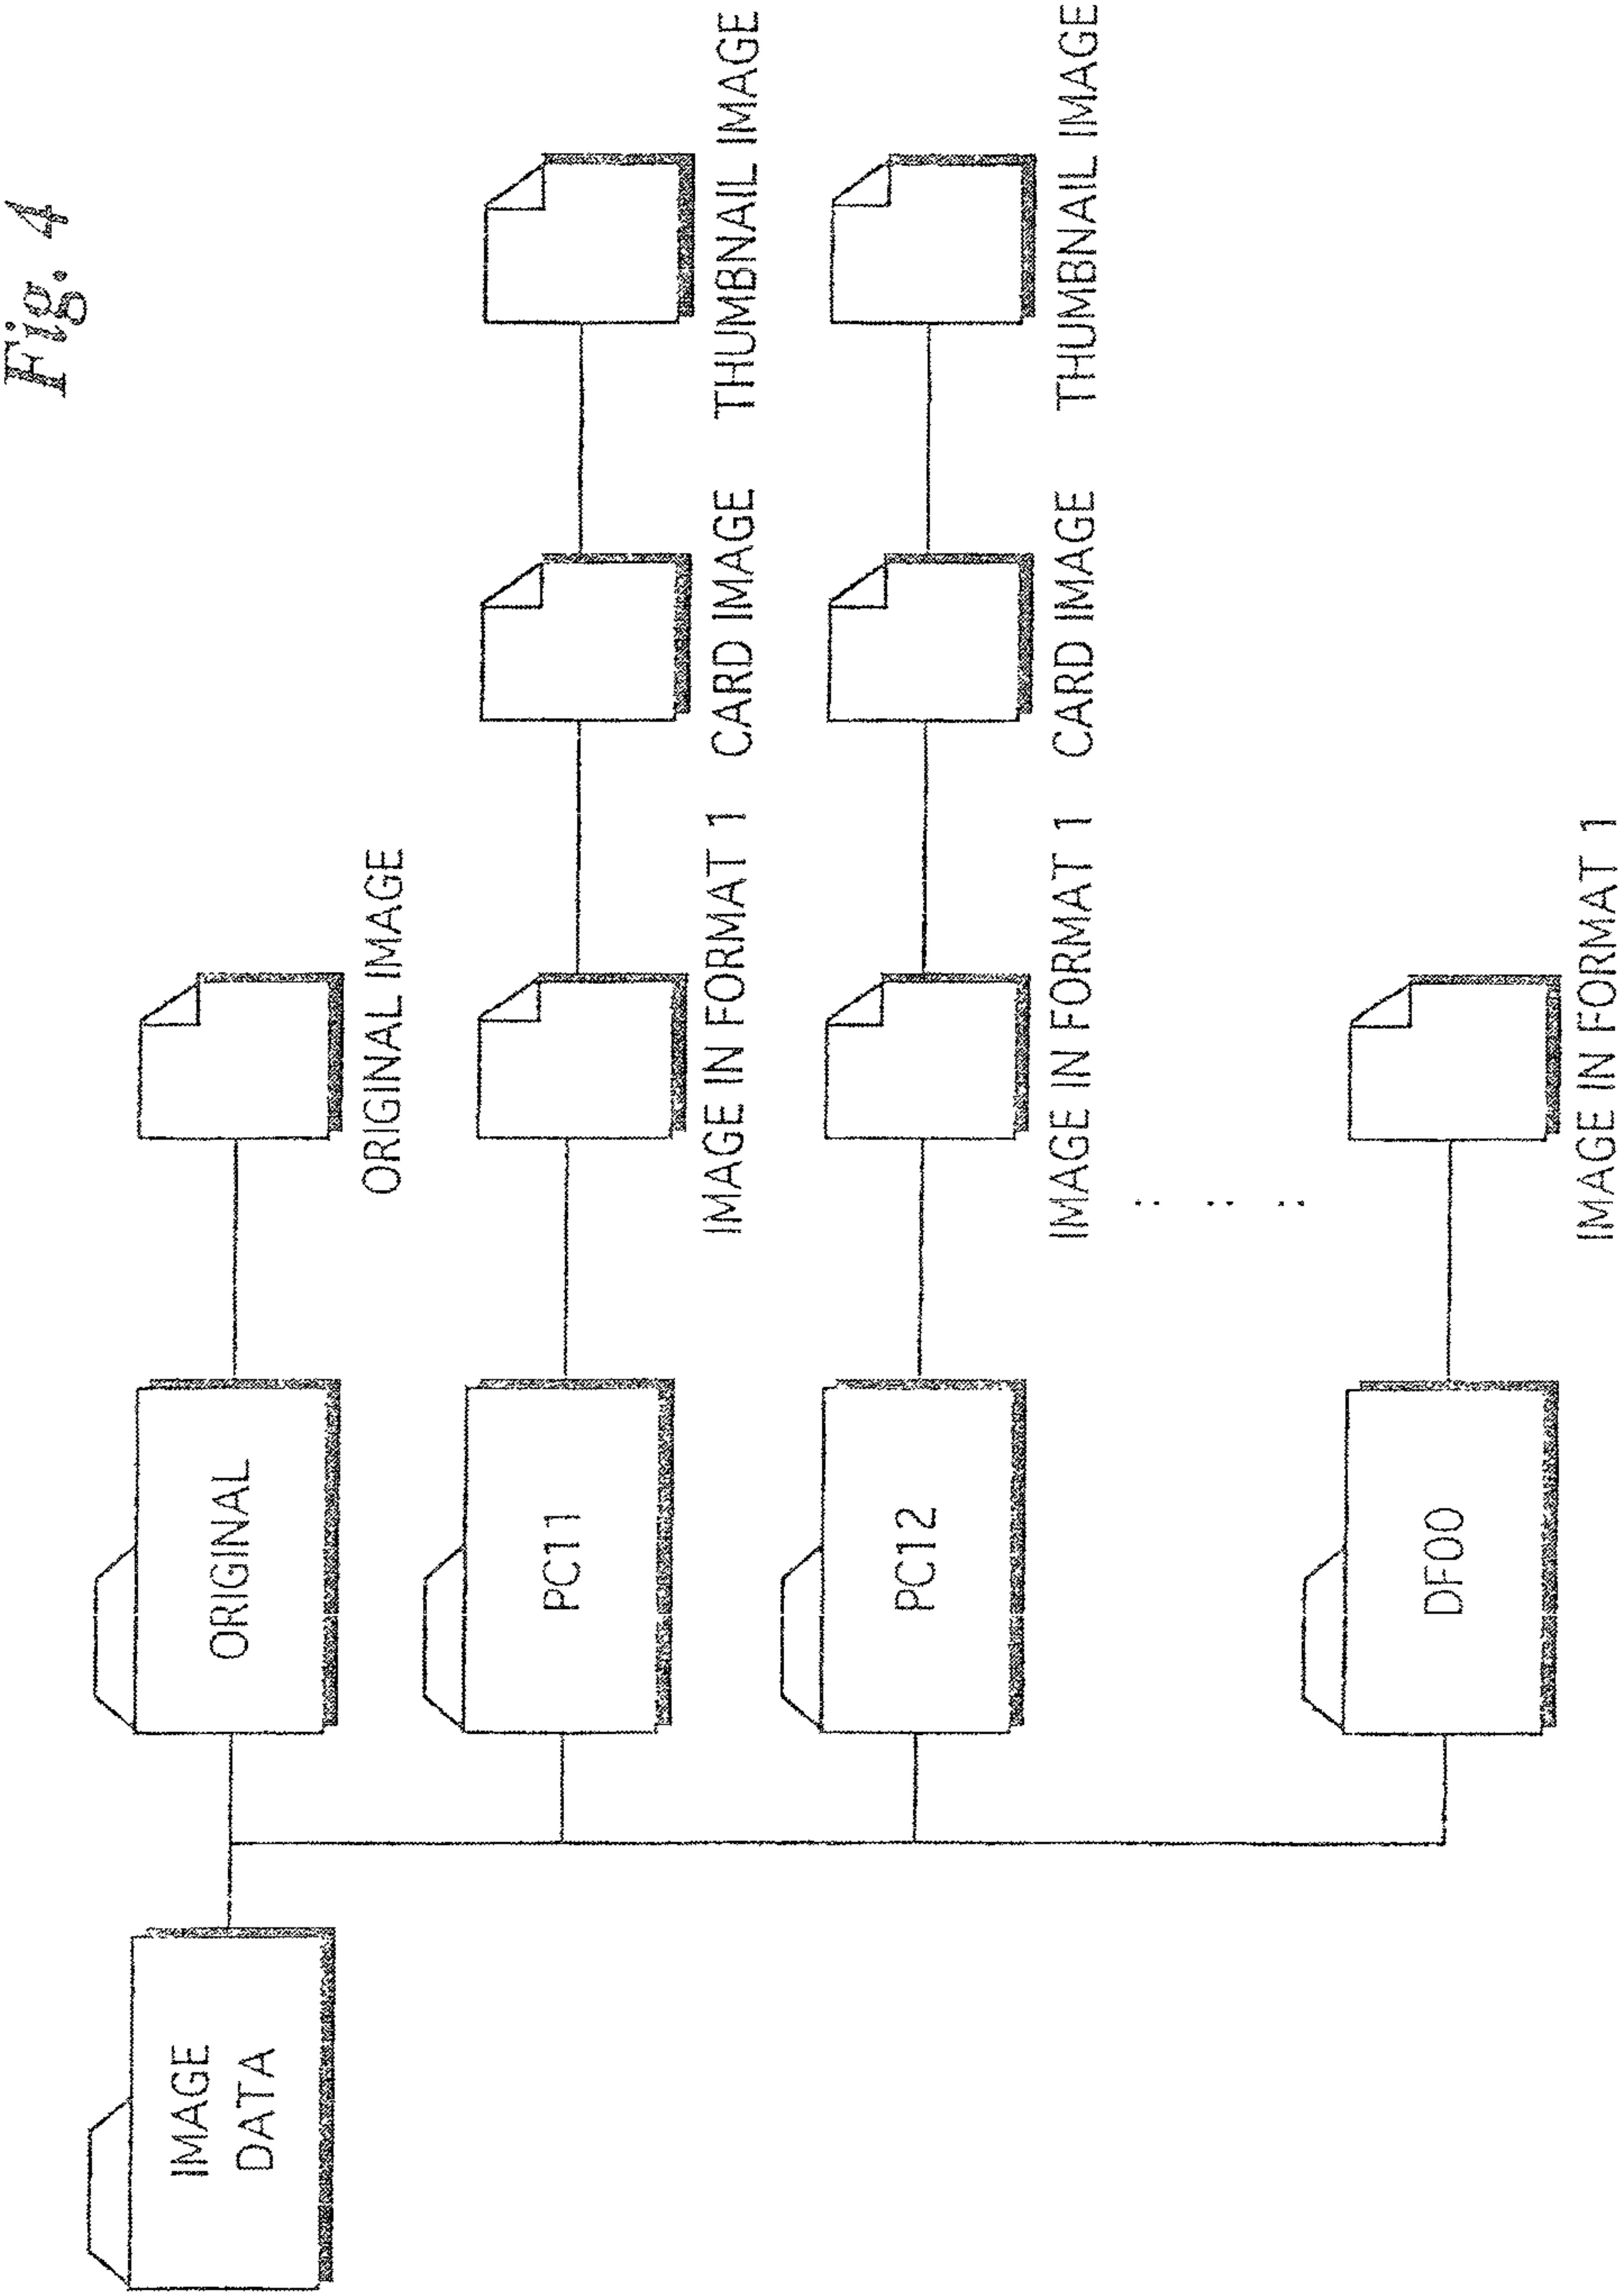 Fig. 4
IMAGE
DATA
ORIGINAL
ORIGINAL IMAGE
PC11
IMAGE IN FORMAT 1
CARD IMAGE
THUMBNAIL IMAGE
PC12
IMAGE IN FORMAT 1
CARD IMAGE
THUMBNAIL IMAGE
DF00
IMAGE IN FORMAT 1